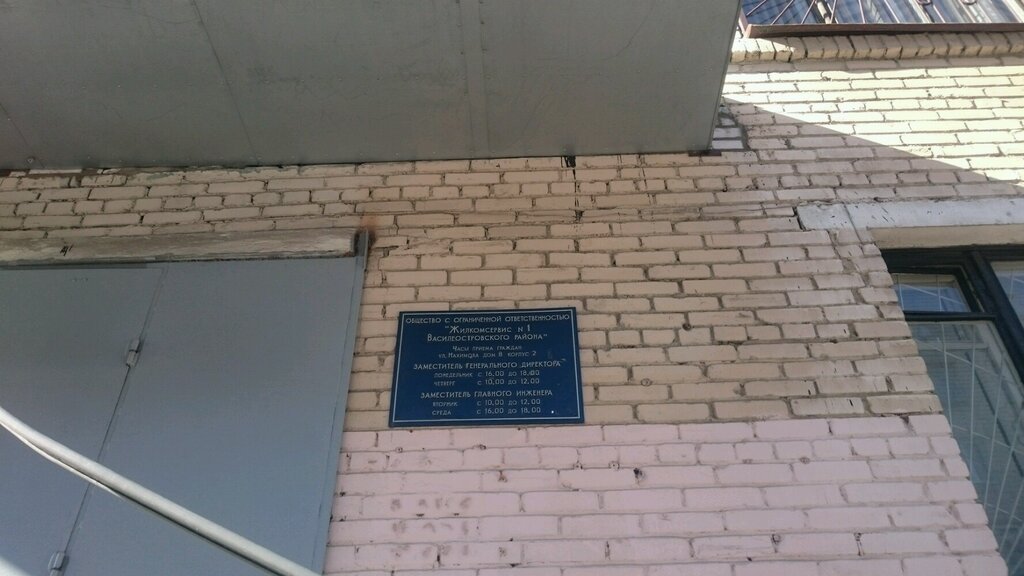 ОБЩЕСТВО С ОГРАНИЧЕННОЙ ОТВЕТСТВЕННОСТЬЮ
"ЖИЛКОМСЕРВИС N 1
ВАСИЛЕОСТРОВСКОГО РАЙОНА"
ЧАСЫ ПРИЕМА ГРАЖДАН
УЛ. НАХИМОВА ДОМ 8 КОРПУС 2
ЗАМЕСТИТЕЛЬ ГЕНЕРАЛЬНОГО ДИРЕКТОРА
ПОНЕДЕЛЬНИК С 16.00 ДО 18.00
ЧЕТВЕРГ С 10.00 ДО 12.00
ЗАМЕСТИТЕЛЬ ГЛАВНОГО ИНЖЕНЕРА
ВТОРНИК С 10.00 ДО 12.00
СРЕДА С 16.00 ДО 18.00